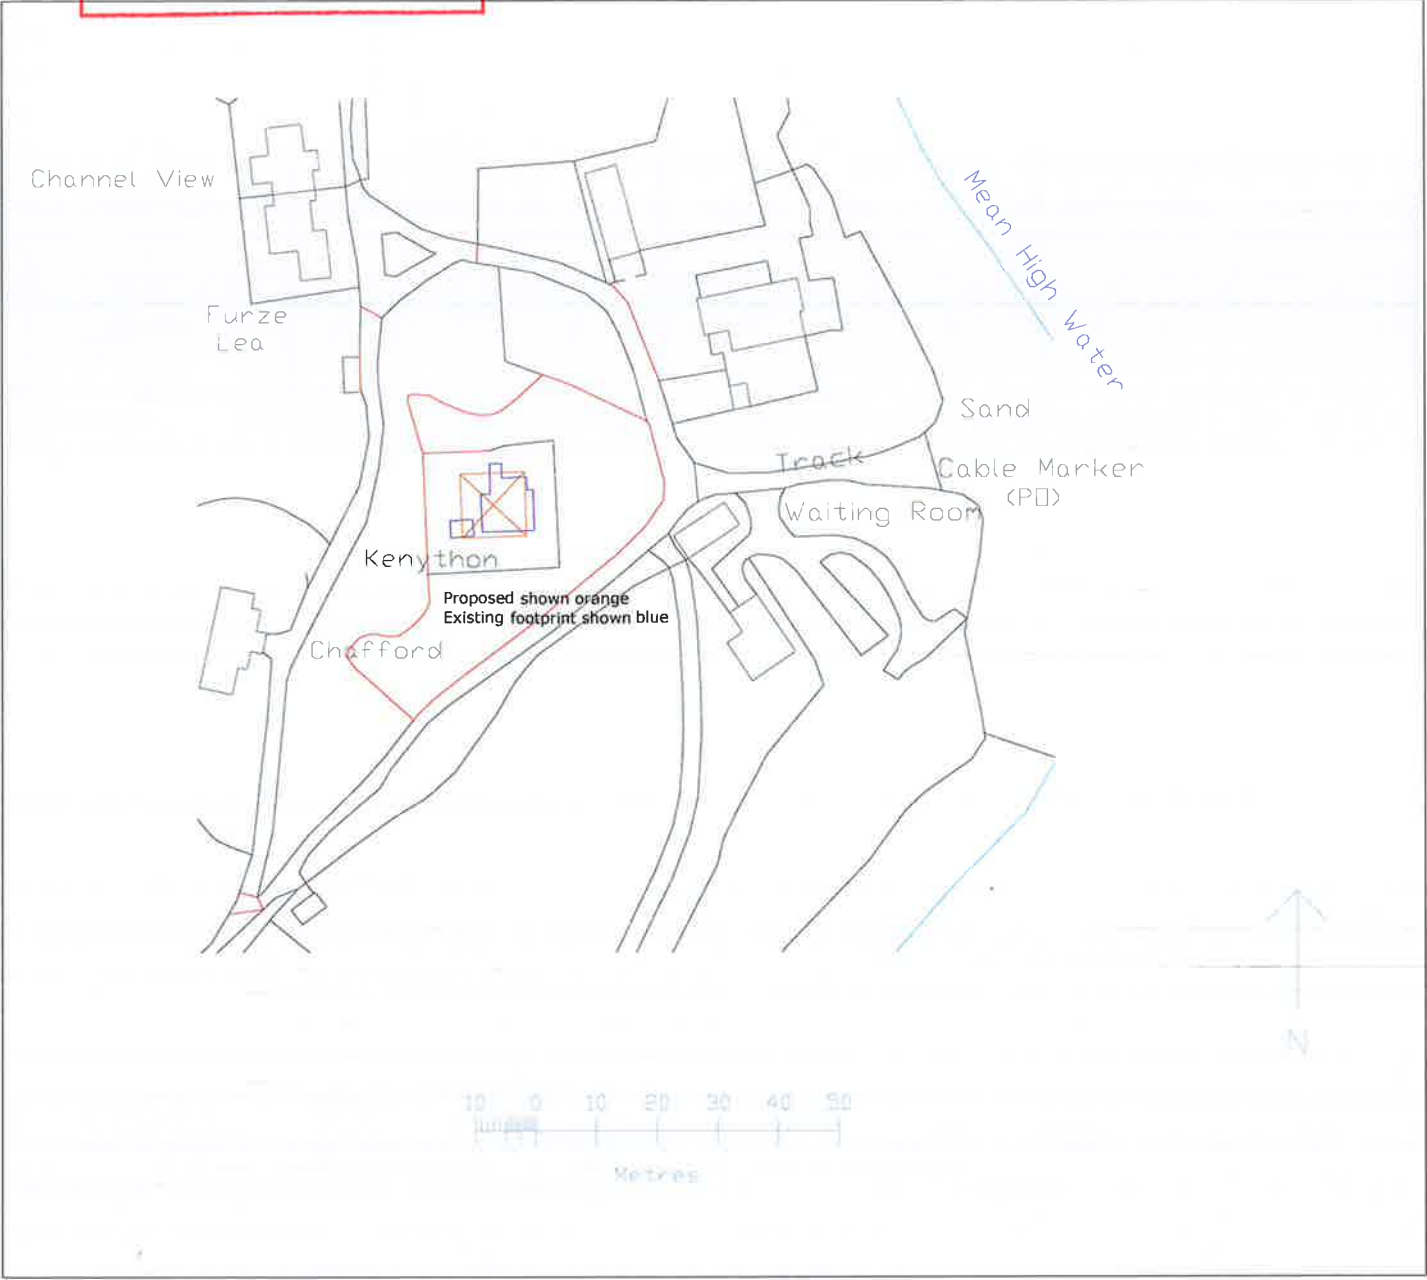 Channel View
Mean High Water
Furze
Lea
Sand
Track
Cable Marker
(PO)
Waiting Room
Kenython
Proposed shown orange
Existing footprint shown blue
Chafford
N
10 0 10 20 30 40 50
Metres